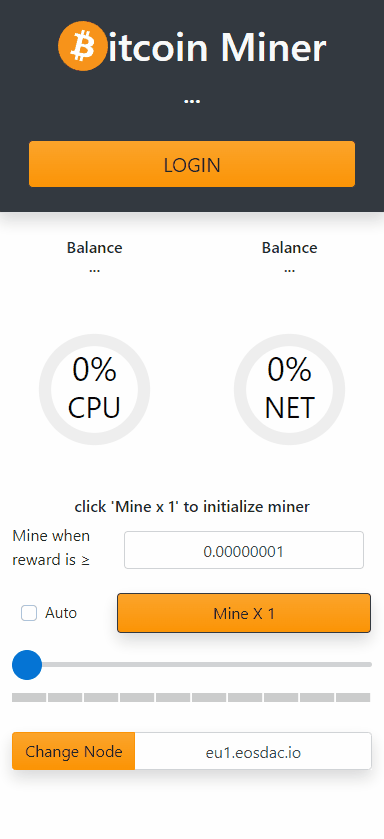 Bitcoin Miner
...
LOGIN
Balance Balance
... ...
0% 0%
CPU NET
click 'Mine x 1' to initialize miner
Mine when
reward is ≥ 0.00000001
Auto Mine X 1
Change Node eu1.eosdac.io